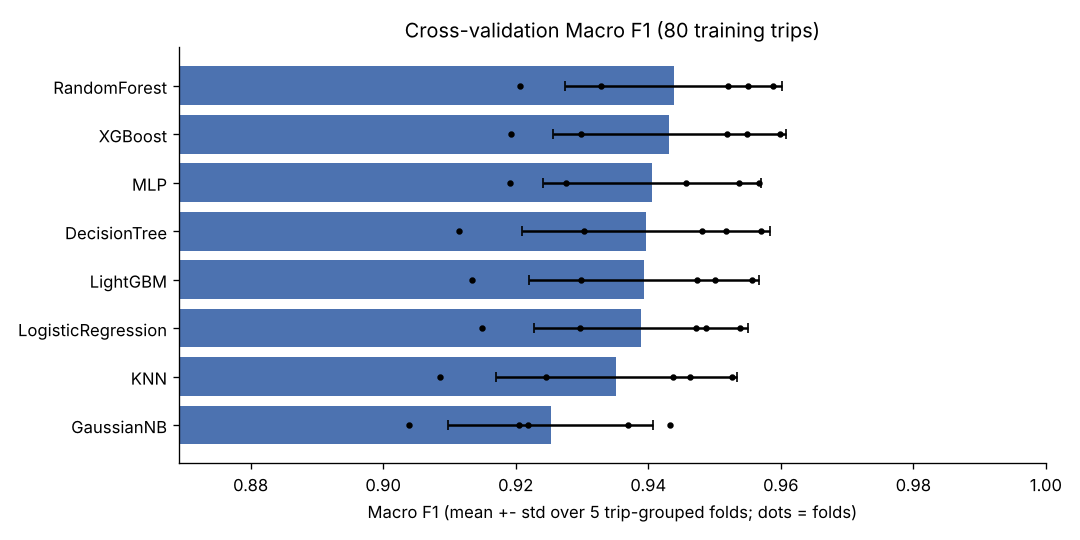 Cross-validation Macro F1 (80 training trips)
RandomForest
XGBoost
MLP
DecisionTree
LightGBM
LogisticRegression
KNN
GaussianNB
0.88 0.90 0.92 0.94 0.96 0.98 1.00
Macro F1 (mean +- std over 5 trip-grouped folds; dots = folds)